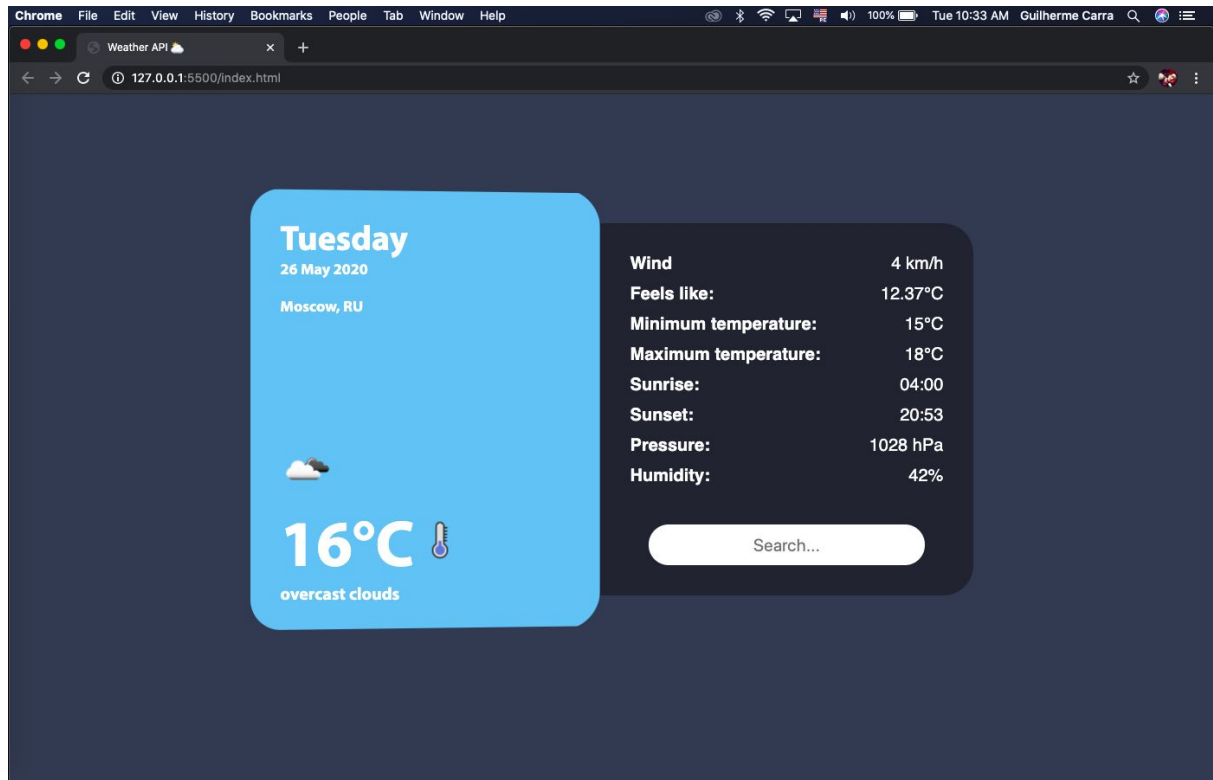 Chrome File Edit View History Bookmarks People Tab Window Help 100% Tue 10:33 AM Guilherme Carra
Weather API
127.0.0.1:5500/index.html
Tuesday
26 May 2020
Moscow, RU
16°C
overcast clouds
Wind 4 km/h
Feels like: 12.37°C
Minimum temperature: 15°C
Maximum temperature: 18°C
Sunrise: 04:00
Sunset: 20:53
Pressure: 1028 hPa
Humidity: 42%
Search...